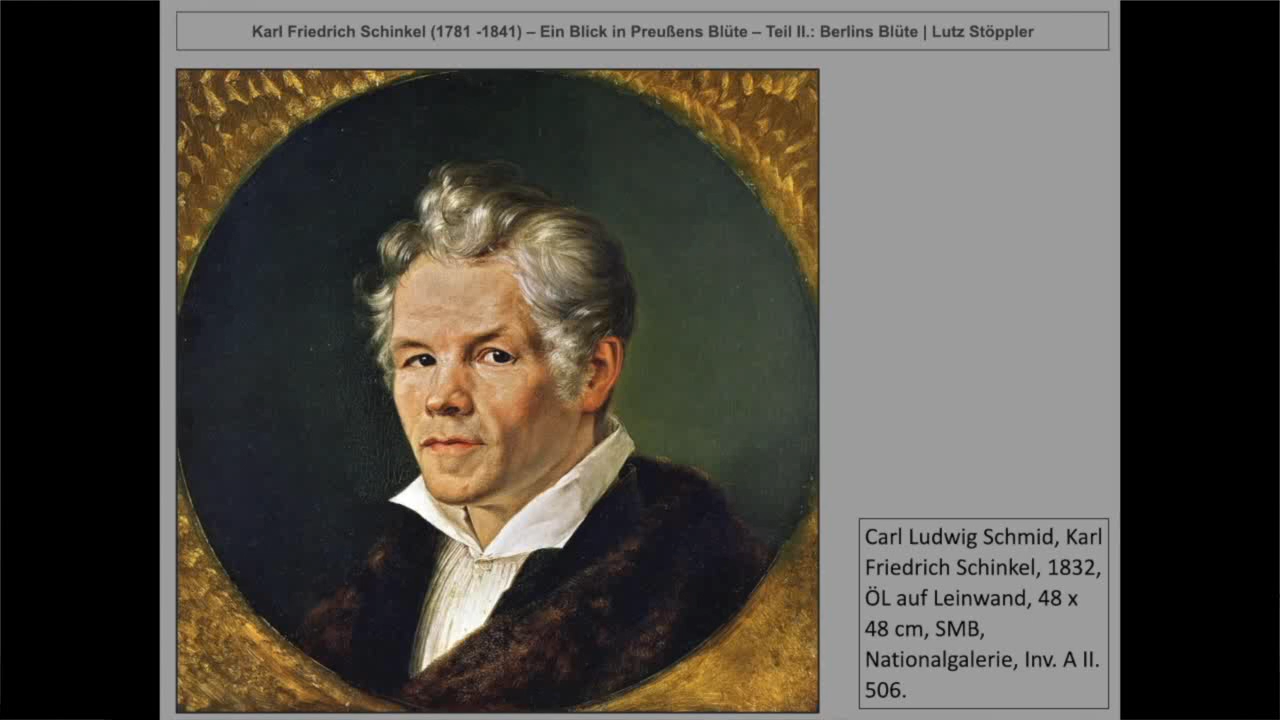 Karl Friedrich Schinkel (1781 -1841) – Ein Blick in Preußens Blüte – Teil II.: Berlins Blüte | Lutz Stöppler
Carl Ludwig Schmid, Karl
Friedrich Schinkel, 1832,
ÖL auf Leinwand, 48 x
48 cm, SMB,
Nationalgalerie, Inv. A II.
506.